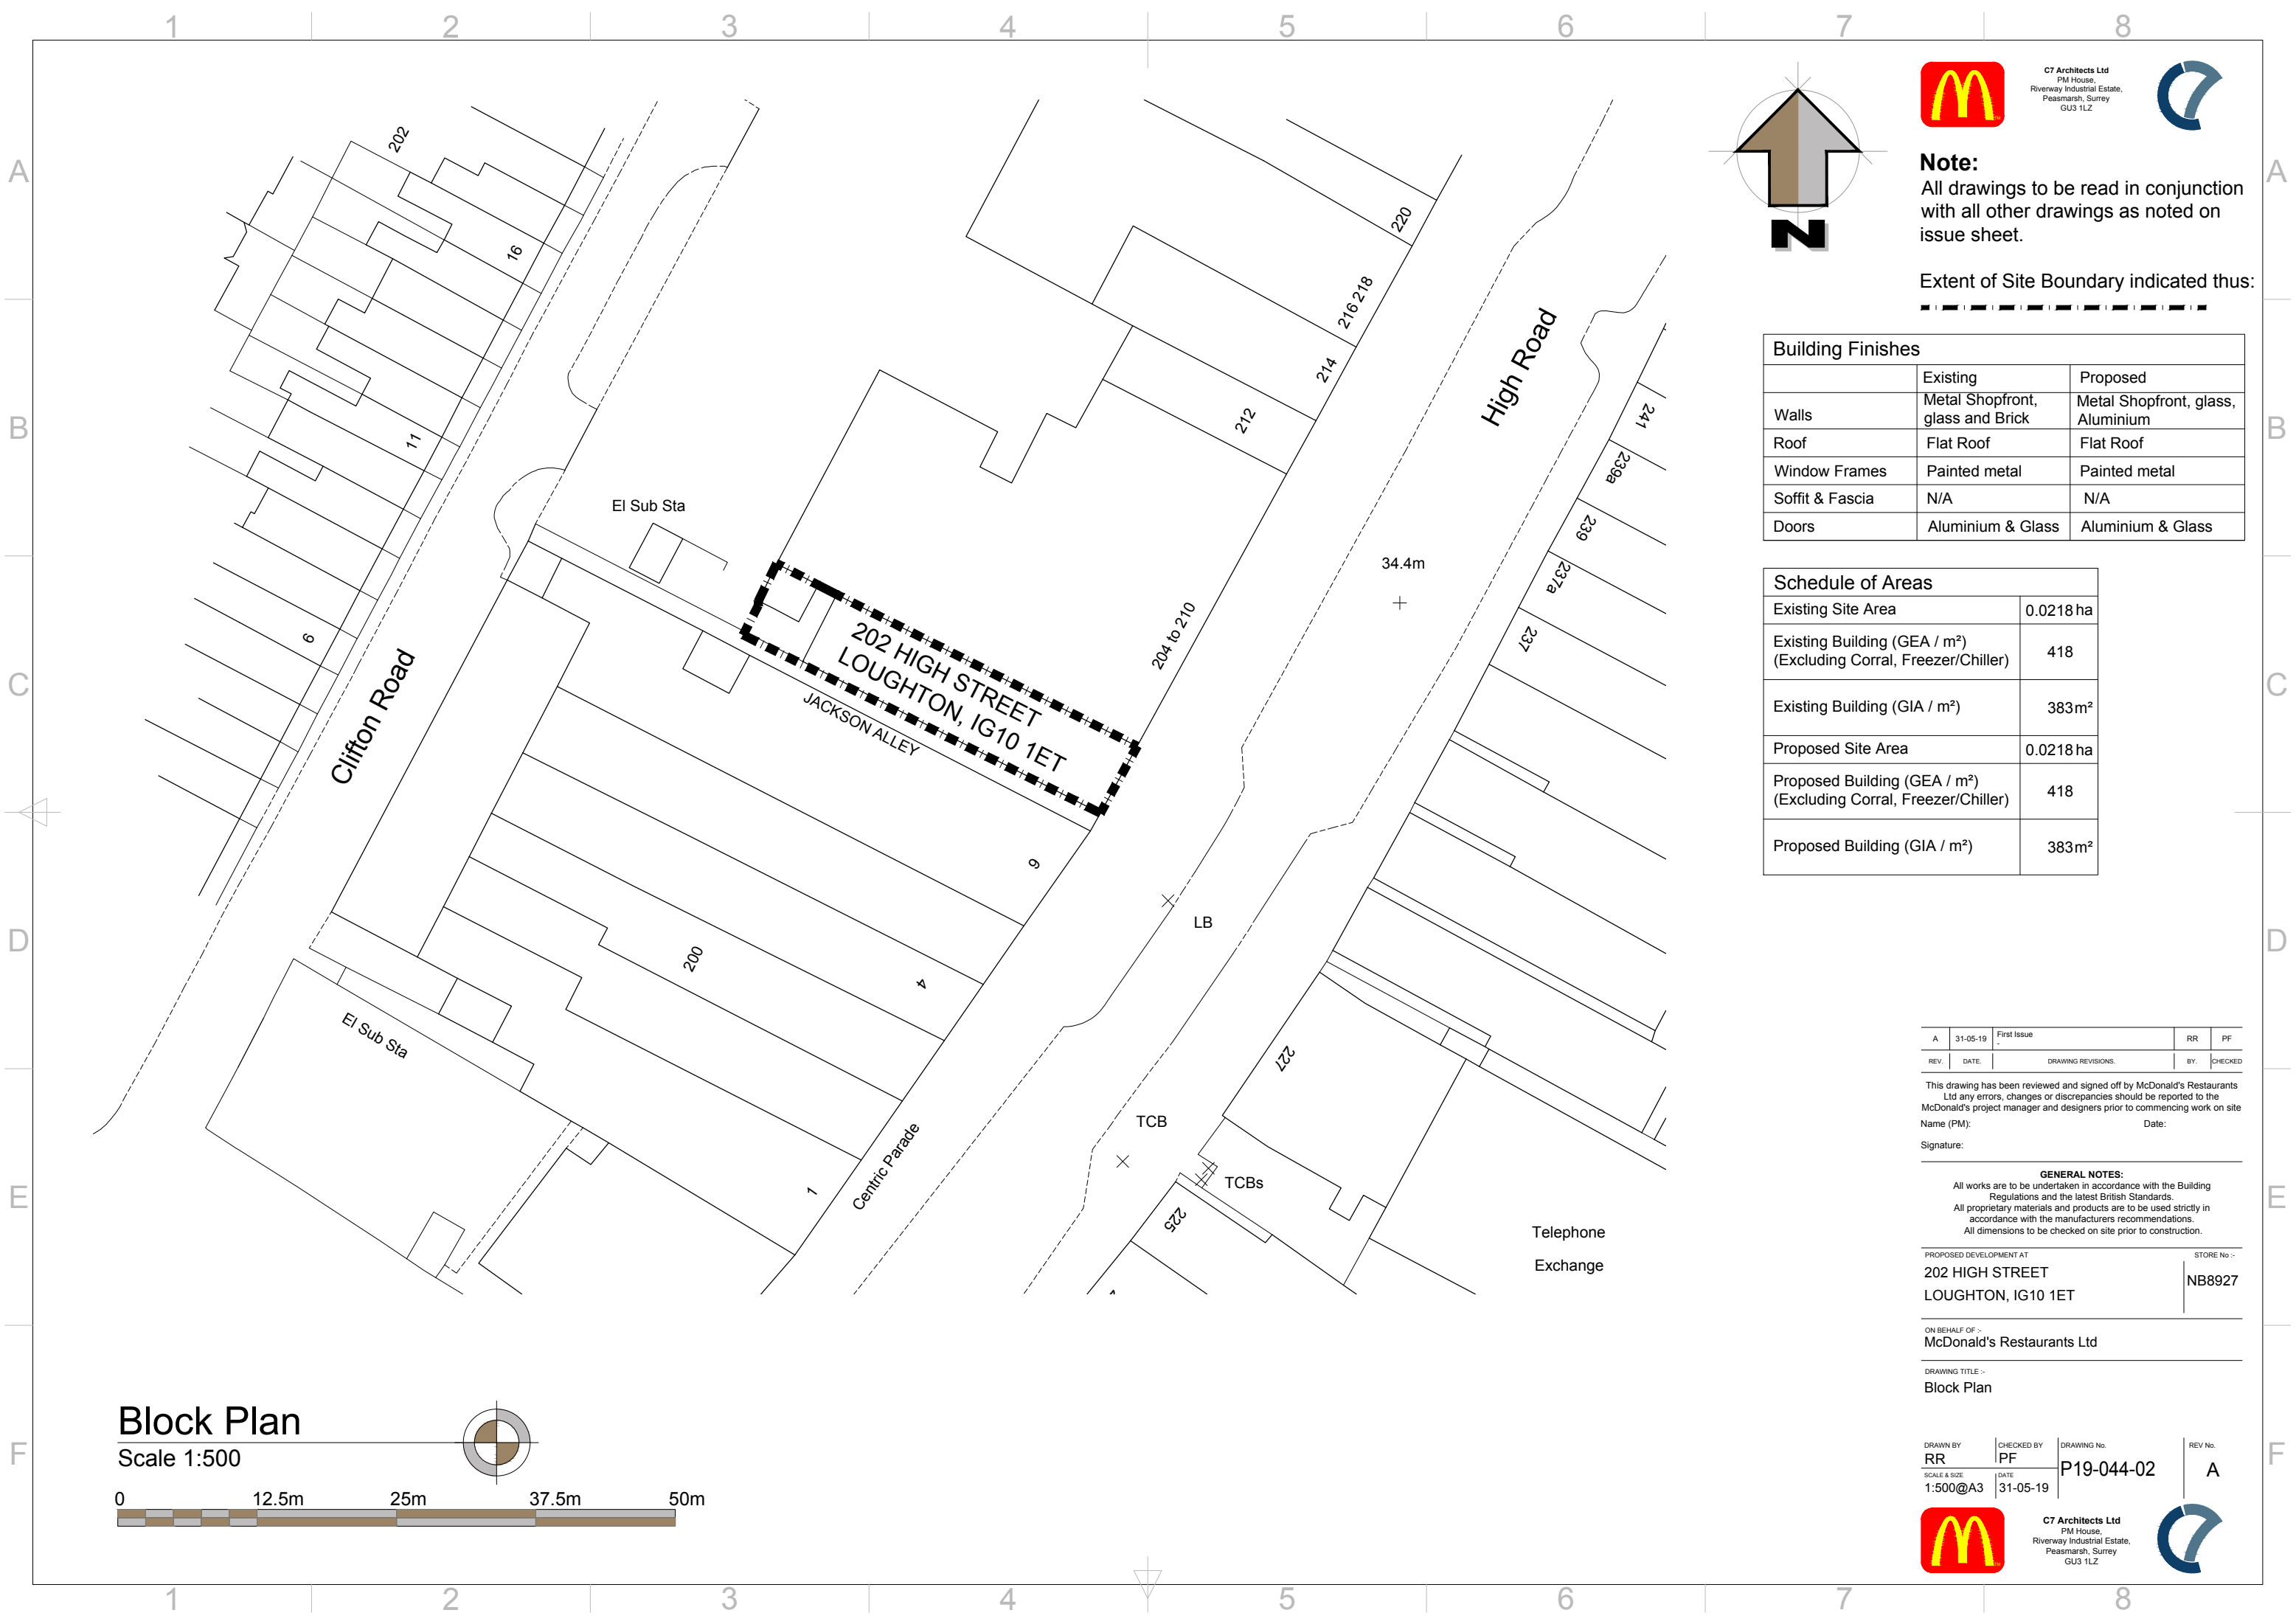 1 2 3 4 5 6 7 8
A A
B B
C C
D D
E E
F F
1 2 3 4 5 6 7 8
202
16
11
6
Clifton Road
El Sub Sta
El Sub Sta
220
216 218
214
212
204 to 210
High Road
241
239a
239
237a
237
34.4m
202 HIGH STREET
LOUGHTON, IG10 1ET
JACKSON ALLEY
6
4
200
1
Centric Parade
LB
TCB
TCBs
227
225
Telephone
Exchange
Block Plan
Scale 1:500
0 12.5m 25m 37.5m 50m
N
C7 Architects Ltd
PM House,
Riverway Industrial Estate,
Peasmarsh, Surrey
GU3 1LZ
Note:
All drawings to be read in conjunction
with all other drawings as noted on
issue sheet.
Extent of Site Boundary indicated thus:
Building Finishes
Existing Proposed
Walls Metal Shopfront, glass and Brick Metal Shopfront, glass, Aluminium
Roof Flat Roof Flat Roof
Window Frames Painted metal Painted metal
Soffit & Fascia N/A N/A
Doors Aluminium & Glass Aluminium & Glass
Schedule of Areas
Existing Site Area 0.0218 ha
Existing Building (GEA / m²)
(Excluding Corral, Freezer/Chiller) 418
Existing Building (GIA / m²) 383m²
Proposed Site Area 0.0218 ha
Proposed Building (GEA / m²)
(Excluding Corral, Freezer/Chiller) 418
Proposed Building (GIA / m²) 383m²
A 31-05-19 First Issue RR PF
-
REV. DATE. DRAWING REVISIONS. BY. CHECKED
This drawing has been reviewed and signed off by McDonald's Restaurants
Ltd any errors, changes or discrepancies should be reported to the
McDonald's project manager and designers prior to commencing work on site
Name (PM): Date:
Signature:
GENERAL NOTES:
All works are to be undertaken in accordance with the Building
Regulations and the latest British Standards.
All proprietary materials and products are to be used strictly in
accordance with the manufacturers recommendations.
All dimensions to be checked on site prior to construction.
PROPOSED DEVELOPMENT AT STORE No :-
202 HIGH STREET
LOUGHTON, IG10 1ET
NB8927
ON BEHALF OF :-
McDonald's Restaurants Ltd
DRAWING TITLE :-
Block Plan
DRAWN BY CHECKED BY DRAWING No. REV No.
RR PF P19-044-02 A
SCALE & SIZE DATE
1:500@A3 31-05-19
C7 Architects Ltd
PM House,
Riverway Industrial Estate,
Peasmarsh, Surrey
GU3 1LZ